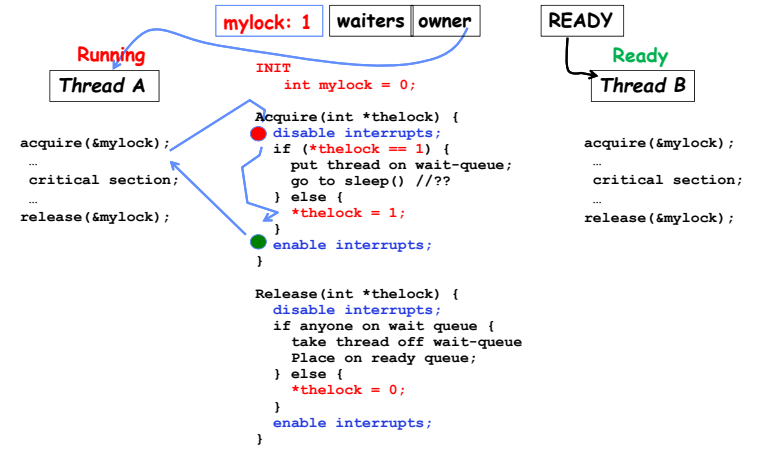 mylock: 1 waiters owner READY
Running Ready
Thread A Thread B
INIT
int mylock = 0;
Acquire(int *thelock) {
disable interrupts;
if (*thelock == 1) {
put thread on wait-queue;
go to sleep() //??
} else {
*thelock = 1;
}
enable interrupts;
}
acquire(&mylock);
…
critical section;
…
release(&mylock);
acquire(&mylock);
…
critical section;
…
release(&mylock);
Release(int *thelock) {
disable interrupts;
if anyone on wait queue {
take thread off wait-queue
Place on ready queue;
} else {
*thelock = 0;
}
enable interrupts;
}